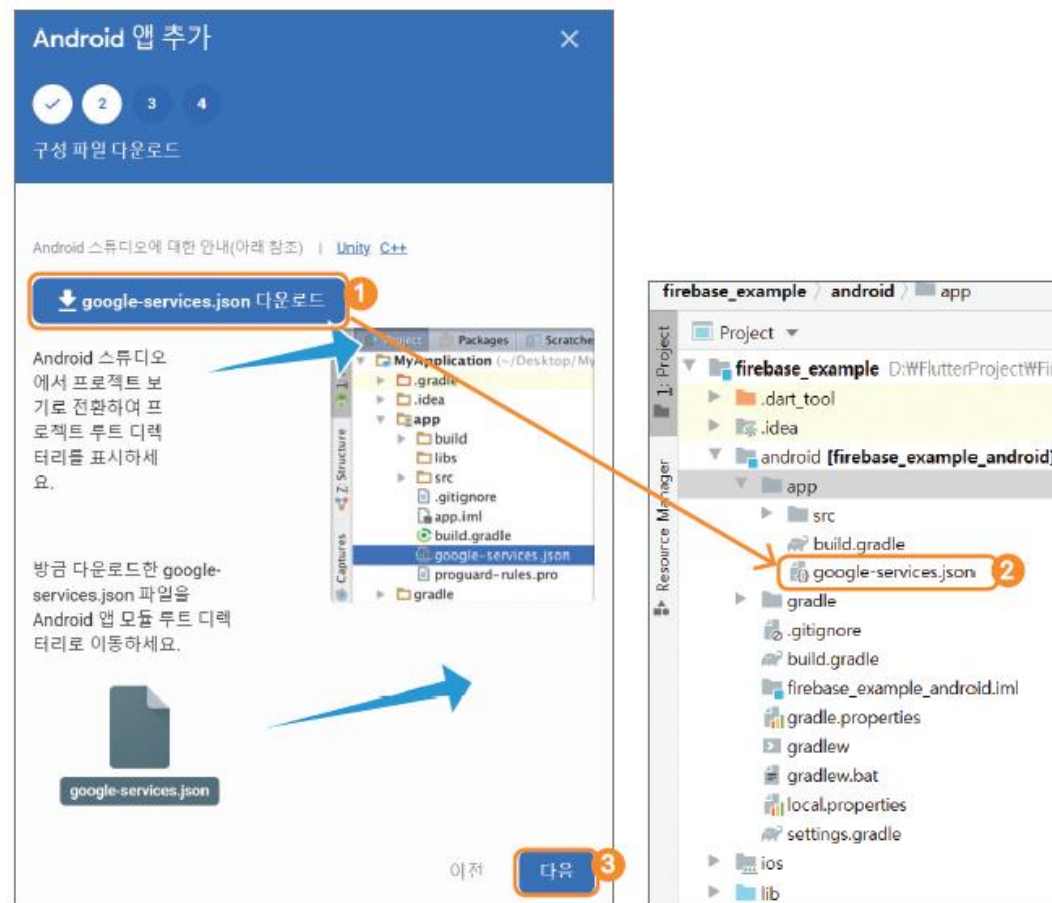 Android 앱 추가
2 3 4
구성 파일 다운로드
Android 스튜디오에 대한 안내(아래 참조) | Unity C++
google-services.json 다운로드 1
Android 스튜디오
에서 프로젝트 보
기로 전환하여 프
로젝트 루트 디렉
터리를 표시하세
요.
방금 다운로드한 google-
services.json 파일을
Android 앱 모듈 루트 디렉
터리로 이동하세요.
google-services.json
이전 다음 3
Project Packages Scratche
MyApplication (~/Desktop/My
.gradle
.idea
app
build
libs
src
.gitignore
app.iml
build.gradle
google-services.json
proguard-rules.pro
gradle
Z: Structure
Captures
firebase_example android app
1: Project
Resource Manager
Project
firebase_example D:₩FlutterProject₩Fi
.dart_tool
.idea
android [firebase_example_android]
app
src
build.gradle
google-services.json 2
gradle
.gitignore
build.gradle
firebase_example_android.iml
gradle.properties
gradlew
gradlew.bat
local.properties
settings.gradle
ios
lib